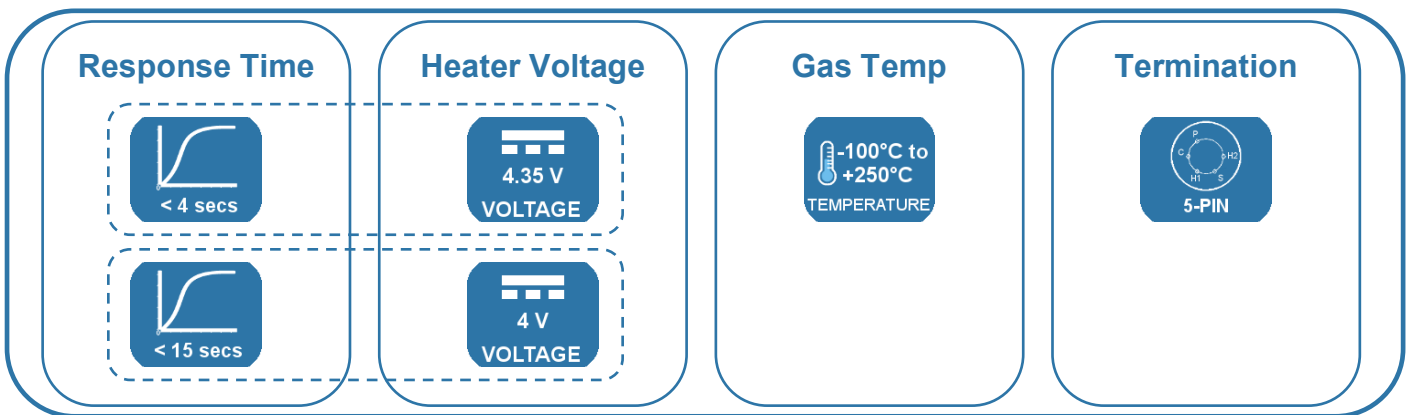 Response Time
Heater Voltage
Gas Temp
Termination
< 4 secs
4.35 V
VOLTAGE
-100°C to
+250°C
TEMPERATURE
P
C
H2
H1
S
5-PIN
< 15 secs
4 V
VOLTAGE